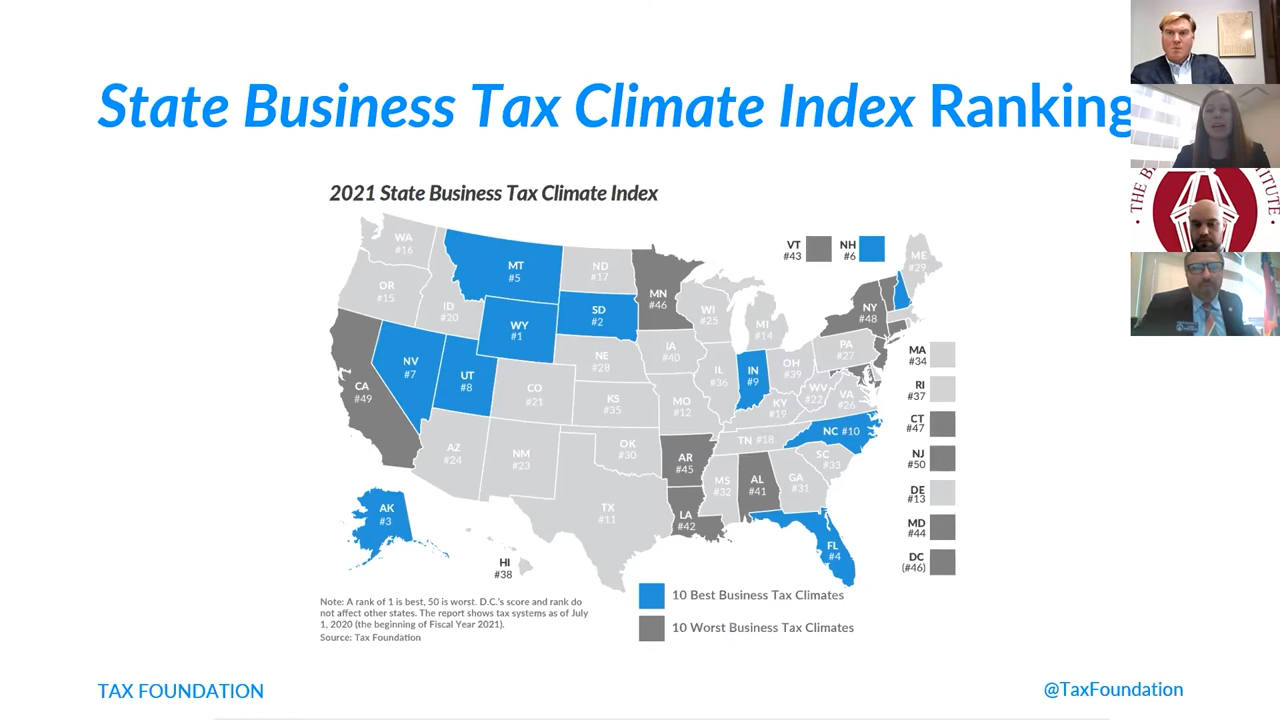 State Business Tax Climate Index Ranking
2021 State Business Tax Climate Index
WA
#16
OR
#15
CA
#49
NV
#7
ID
#20
MT
#5
WY
#1
UT
#8
AZ
#24
CO
#21
NM
#23
ND
#17
SD
#2
NE
#28
KS
#35
OK
#30
TX
#11
MN
#46
IA
#40
MO
#12
AR
#45
LA
#42
WI
#25
IL
#36
MI
#14
IN
#9
OH
#39
KY
#19
TN #18
MS
#32
AL
#41
GA
#31
FL
#4
SC
#33
NC #10
VA
#26
WV
#22
PA
#27
NY
#48
ME
#29
VT
#43
NH
#6
MA
#34
RI
#37
CT
#47
NJ
#50
DE
#13
MD
#44
DC
(#46)
AK
#3
HI
#38
Note: A rank of 1 is best, 50 is worst. D.C.'s score and rank do
not affect other states. The report shows tax systems as of July
1, 2020 (the beginning of Fiscal Year 2021).
Source: Tax Foundation
10 Best Business Tax Climates
10 Worst Business Tax Climates
TAX FOUNDATION
@TaxFoundation
· THE